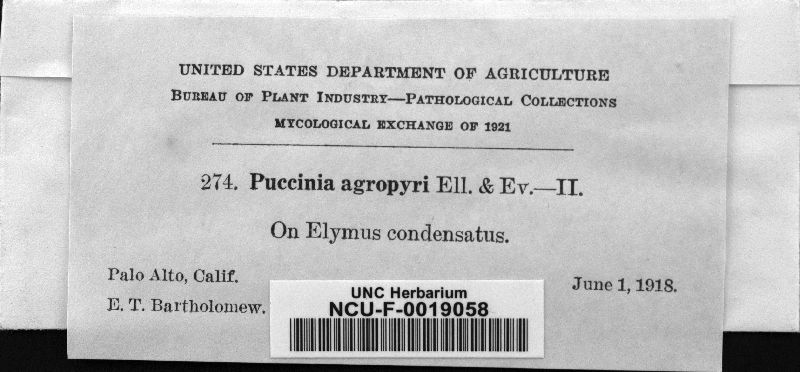 UNITED STATES DEPARTMENT OF AGRICULTURE
BUREAU OF PLANT INDUSTRY—PATHOLOGICAL COLLECTIONS
MYCOLOGICAL EXCHANGE OF 1921
274. Puccinia agropyri Ell. & Ev.—II.
On Elymus condensatus.
Palo Alto, Calif.
June 1, 1918.
E. T. Bartholomew.
UNC Herbarium
NCU-F-0019058